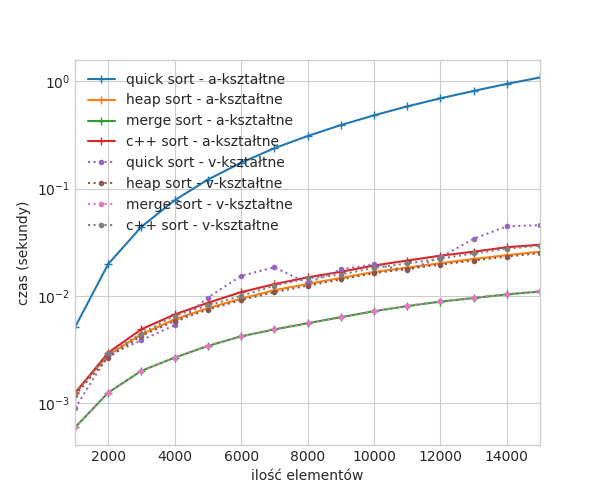 quick sort - a-kształtne
heap sort - a-kształtne
merge sort - a-kształtne
c++ sort - a-kształtne
quick sort - v-kształtne
heap sort - v-kształtne
merge sort - v-kształtne
c++ sort - v-kształtne
czas (sekundy)
10⁰
10⁻¹
10⁻²
10⁻³
2000 4000 6000 8000 10000 12000 14000
ilość elementów